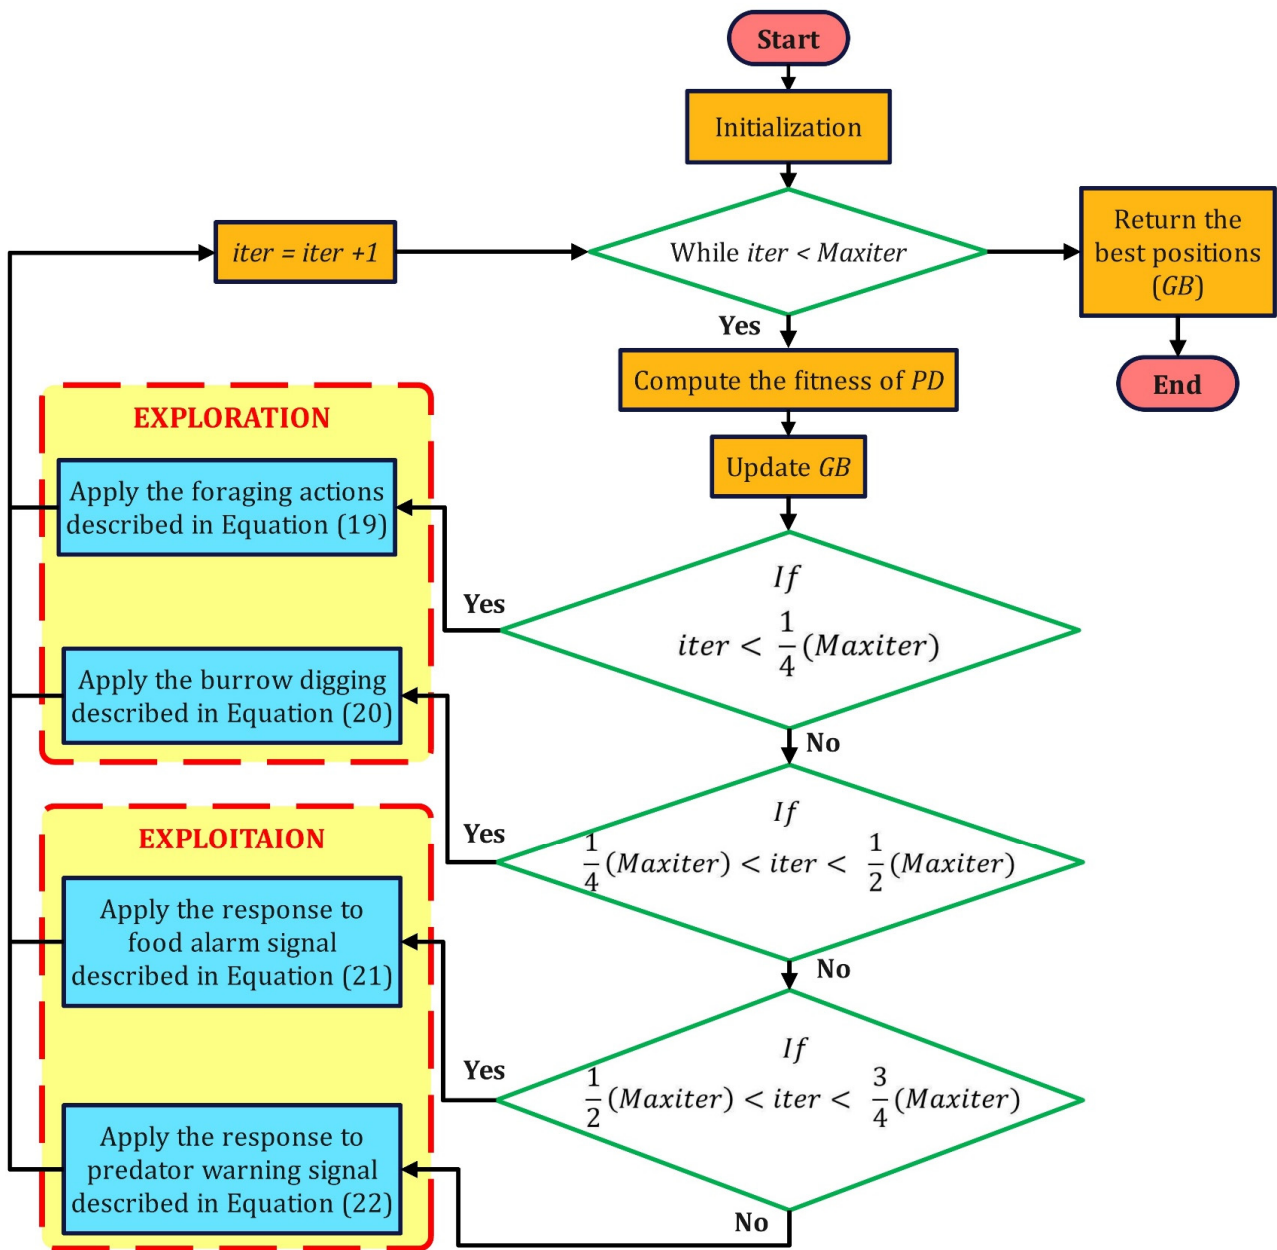 Start
Initialization
iter = iter +1
While iter < Maxiter
Return the
best positions
(GB)
Yes
End
Compute the fitness of PD
Update GB
EXPLORATION
Apply the foraging actions
described in Equation (19)
Yes
If
iter < 1/4 (Maxiter)
Apply the burrow digging
described in Equation (20)
No
EXPLOITAION
Yes
If
1/4 (Maxiter) < iter < 1/2 (Maxiter)
Apply the response to
food alarm signal
described in Equation (21)
No
Yes
If
1/2 (Maxiter) < iter < 3/4 (Maxiter)
Apply the response to
predator warning signal
described in Equation (22)
No